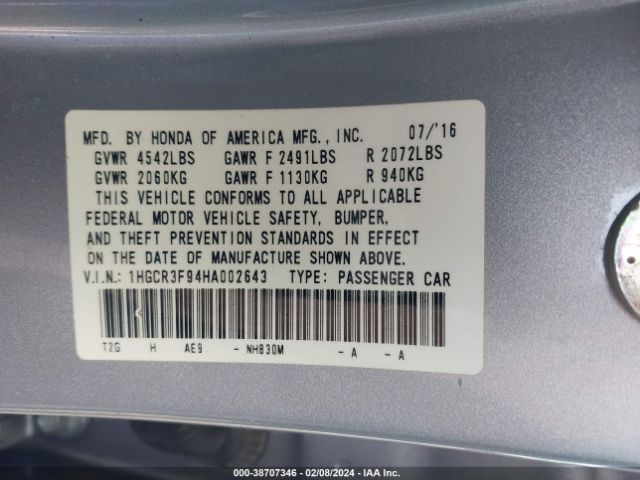 MFD. BY HONDA OF AMERICA MFG., INC. 07/'16
GVWR 4542LBS GAWR F 2491LBS R 2072LBS
GVWR 2060KG GAWR F 1130KG R 940KG
THIS VEHICLE CONFORMS TO ALL APPLICABLE
FEDERAL MOTOR VEHICLE SAFETY, BUMPER,
AND THEFT PREVENTION STANDARDS IN EFFECT
ON THE DATE OF MANUFACTURE SHOWN ABOVE.
V.I.N.: 1HGCR3F94HA002643 TYPE: PASSENGER CAR
T2G H AE9 - NH830M - A - A
000-38707346 - 02/08/2024 - IAA Inc.